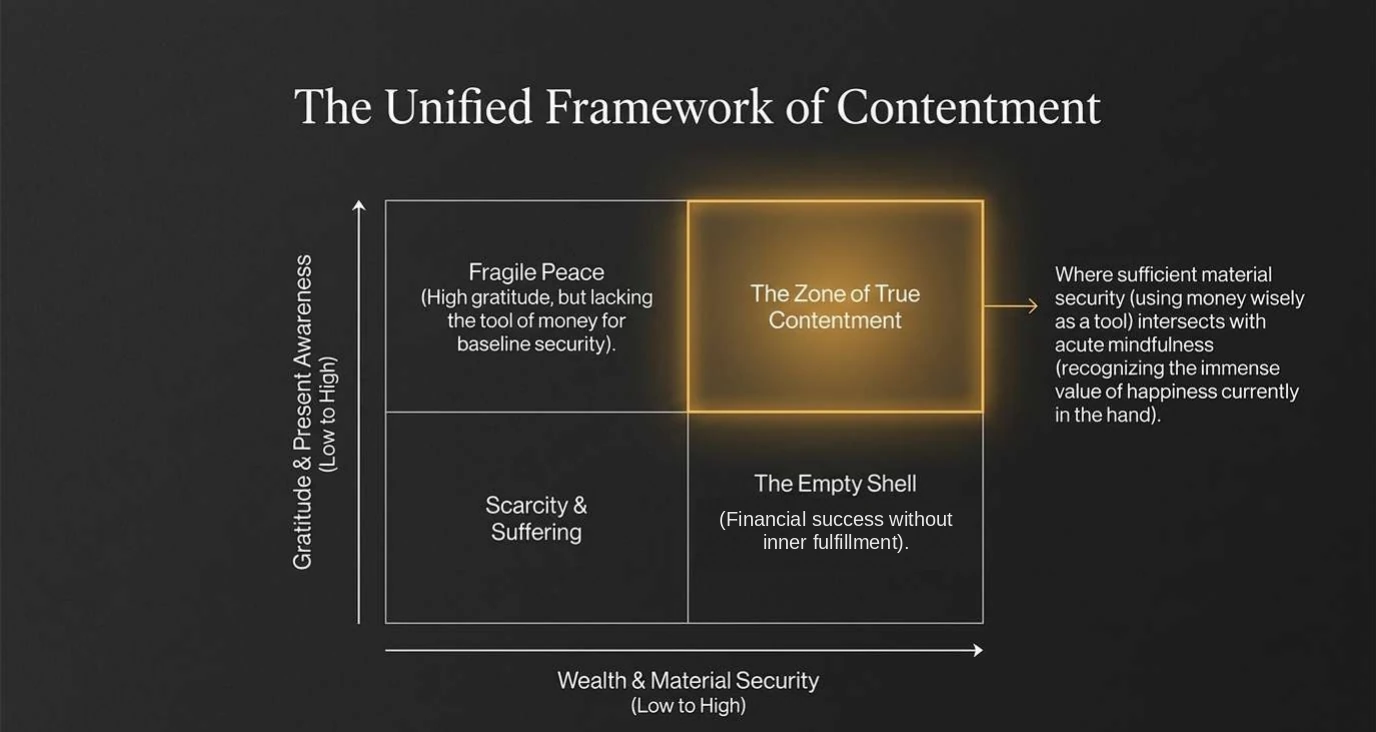 The Unified Framework of Contentment
Gratitude & Present Awareness
(Low to High)
Fragile Peace
(High gratitude, but lacking
the tool of money for
baseline security).
The Zone of True
Contentment
Where sufficient material
security (using money wisely
as a tool) intersects with
acute mindfulness
(recognizing the immense
value of happiness currently
in the hand).
Scarcity &
Suffering
The Empty Shell
(Financial success without
inner fulfillment).
Wealth & Material Security
(Low to High)